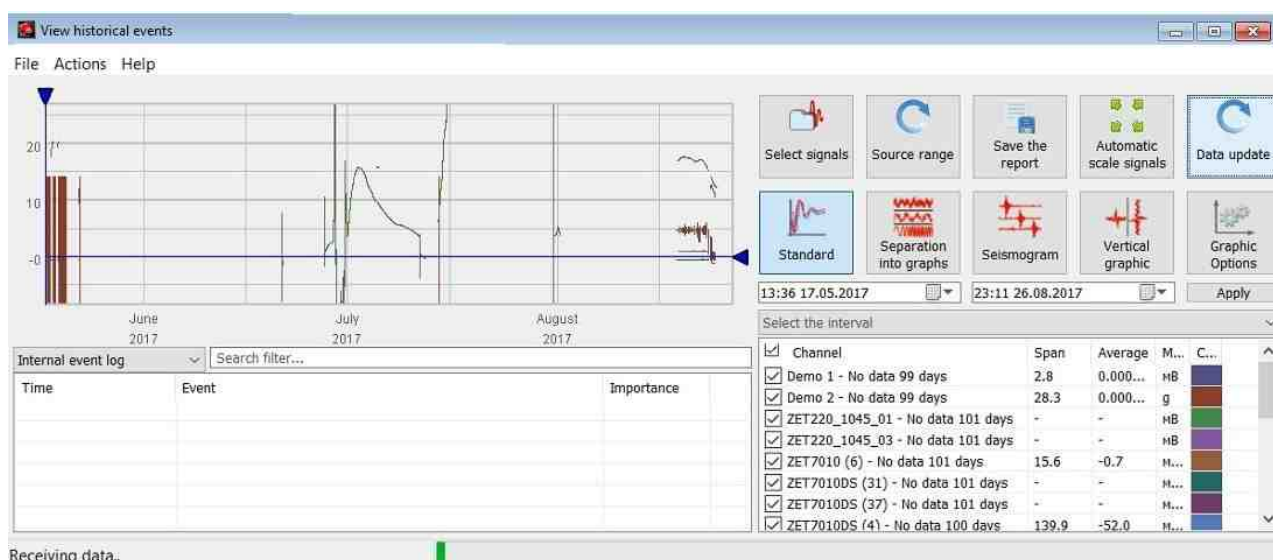 View historical events
File Actions Help
20
10
-0
June
2017
July
2017
August
2017
Select signals
Source range
Save the
report
Automatic
scale signals
Data update
Standard
Separation
into graphs
Seismogram
Vertical
graphic
Graphic
Options
13:36 17.05.2017
23:11 26.08.2017
Apply
Select the interval
Internal event log
Search filter...
Time Event Importance
Channel Span Average M... C...
Demo 1 - No data 99 days 2.8 0.000... мВ
Demo 2 - No data 99 days 28.3 0.000... g
ZET220_1045_01 - No data 101 days - - мВ
ZET220_1045_03 - No data 101 days - - мВ
ZET7010 (6) - No data 101 days 15.6 -0.7 м...
ZET7010DS (31) - No data 101 days - - м...
ZET7010DS (37) - No data 101 days - - м...
ZET7010DS (4) - No data 100 days 139.9 -52.0 м...
Receiving data..